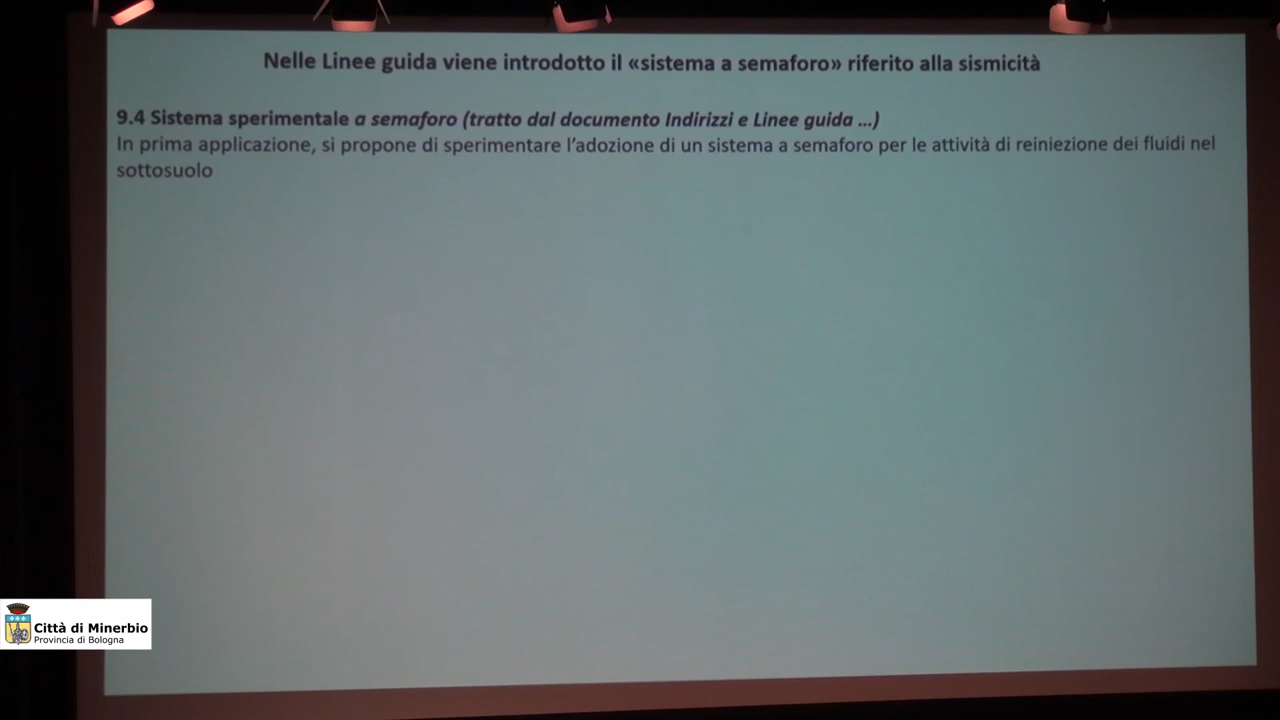 Nelle Linee guida viene introdotto il «sistema a semaforo» riferito alla sismicità
9.4 Sistema sperimentale a semaforo (tratto dal documento Indirizzi e Linee guida ...)
In prima applicazione, si propone di sperimentare l'adozione di un sistema a semaforo per le attività di reiniezione dei fluidi nel
sottosuolo
Città di Minerbio
Provincia di Bologna